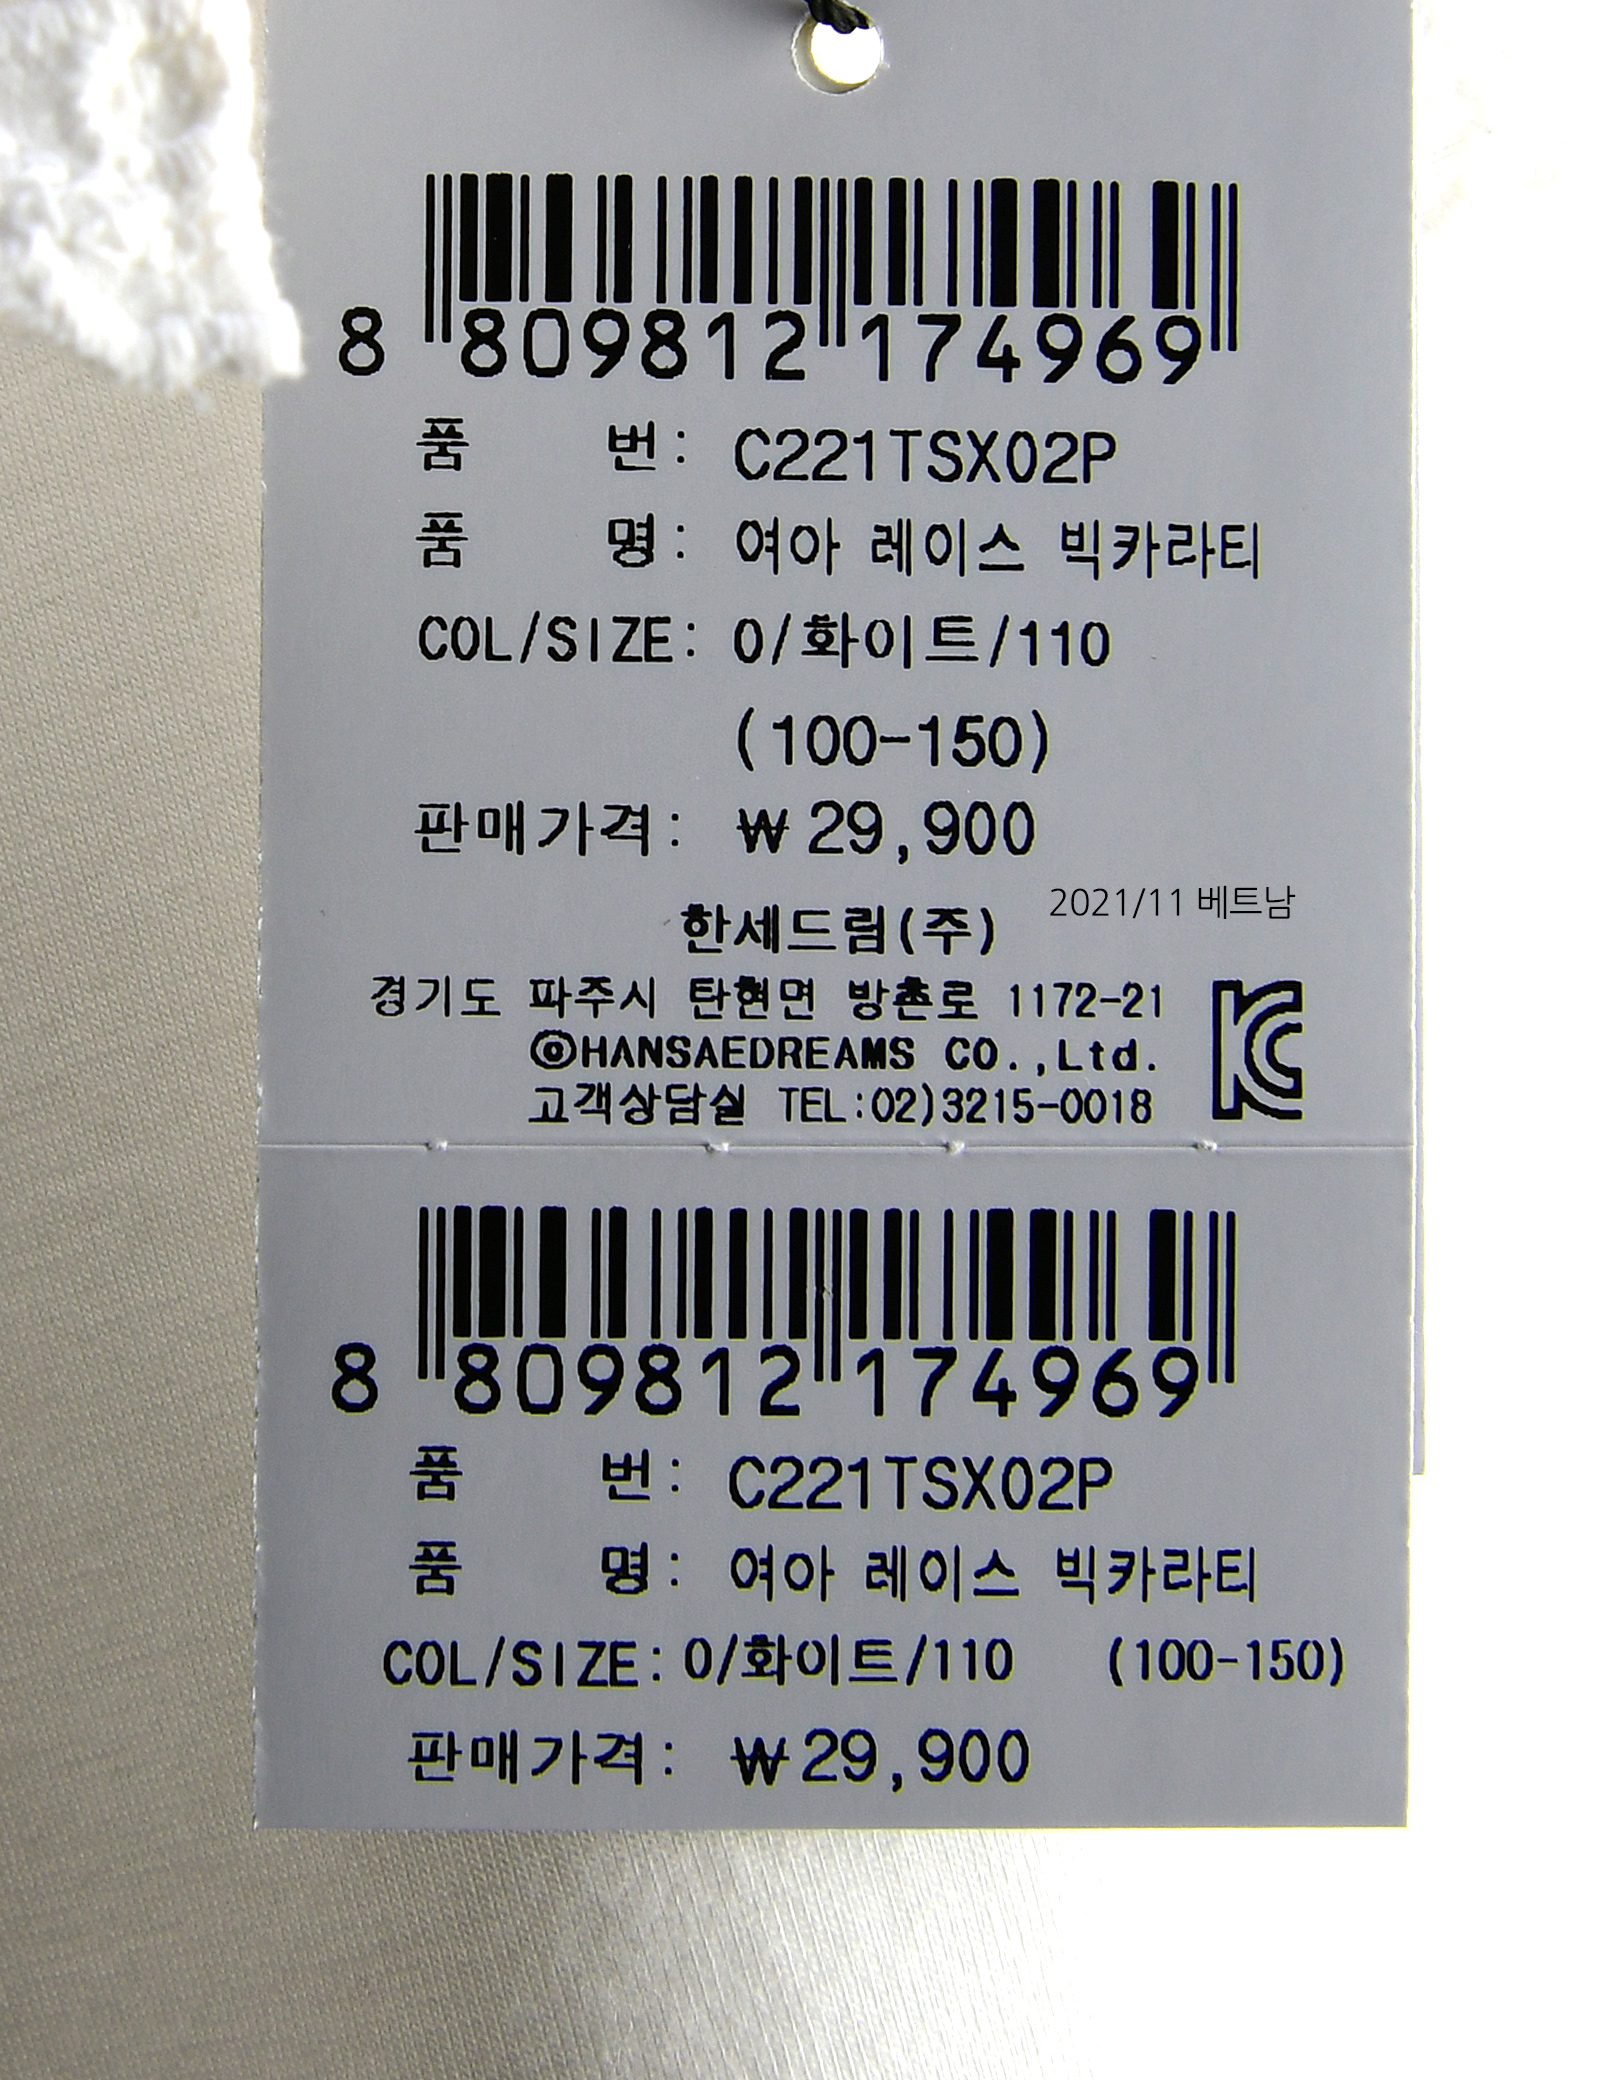 8 809812 174969
품 번: C221TSX02P
품 명: 여아 레이스 빅카라티
COL/SIZE: 0/화이트/110
(100-150)
판매가격: ₩29,900
2021/11 베트남
한세드림(주)
경기도 파주시 탄현면 방촌로 1172-21
ⓒHANSAEDREAMS CO.,Ltd.
고객상담실 TEL:02)3215-0018
KC
8 809812 174969
품 번: C221TSX02P
품 명: 여아 레이스 빅카라티
COL/SIZE: 0/화이트/110 (100-150)
판매가격: ₩29,900